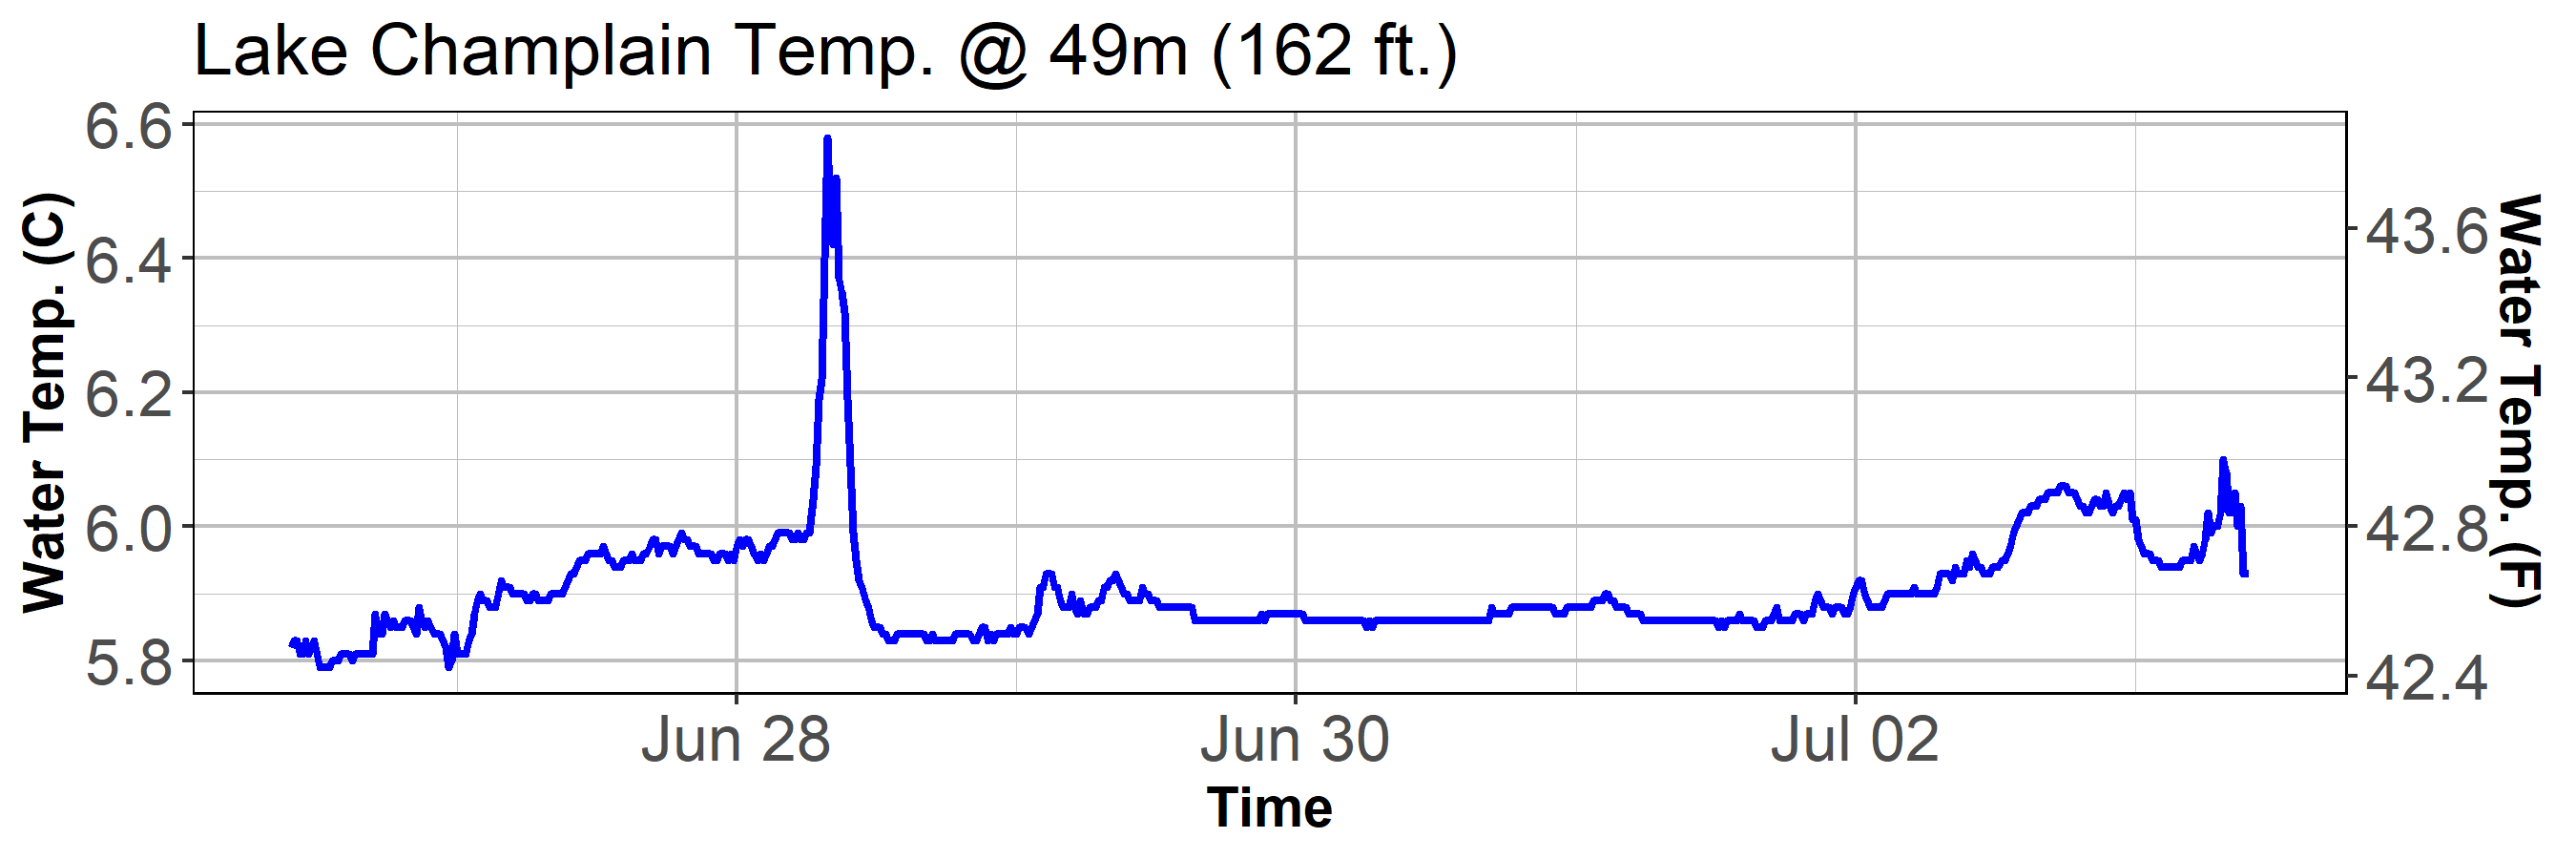 Lake Champlain Temp. @ 49m (162 ft.)
Water Temp. (C)
6.6
6.4
6.2
6.0
5.8
43.6
43.2
42.8
42.4
Water Temp. (F)
Jun 28 Jun 30 Jul 02
Time